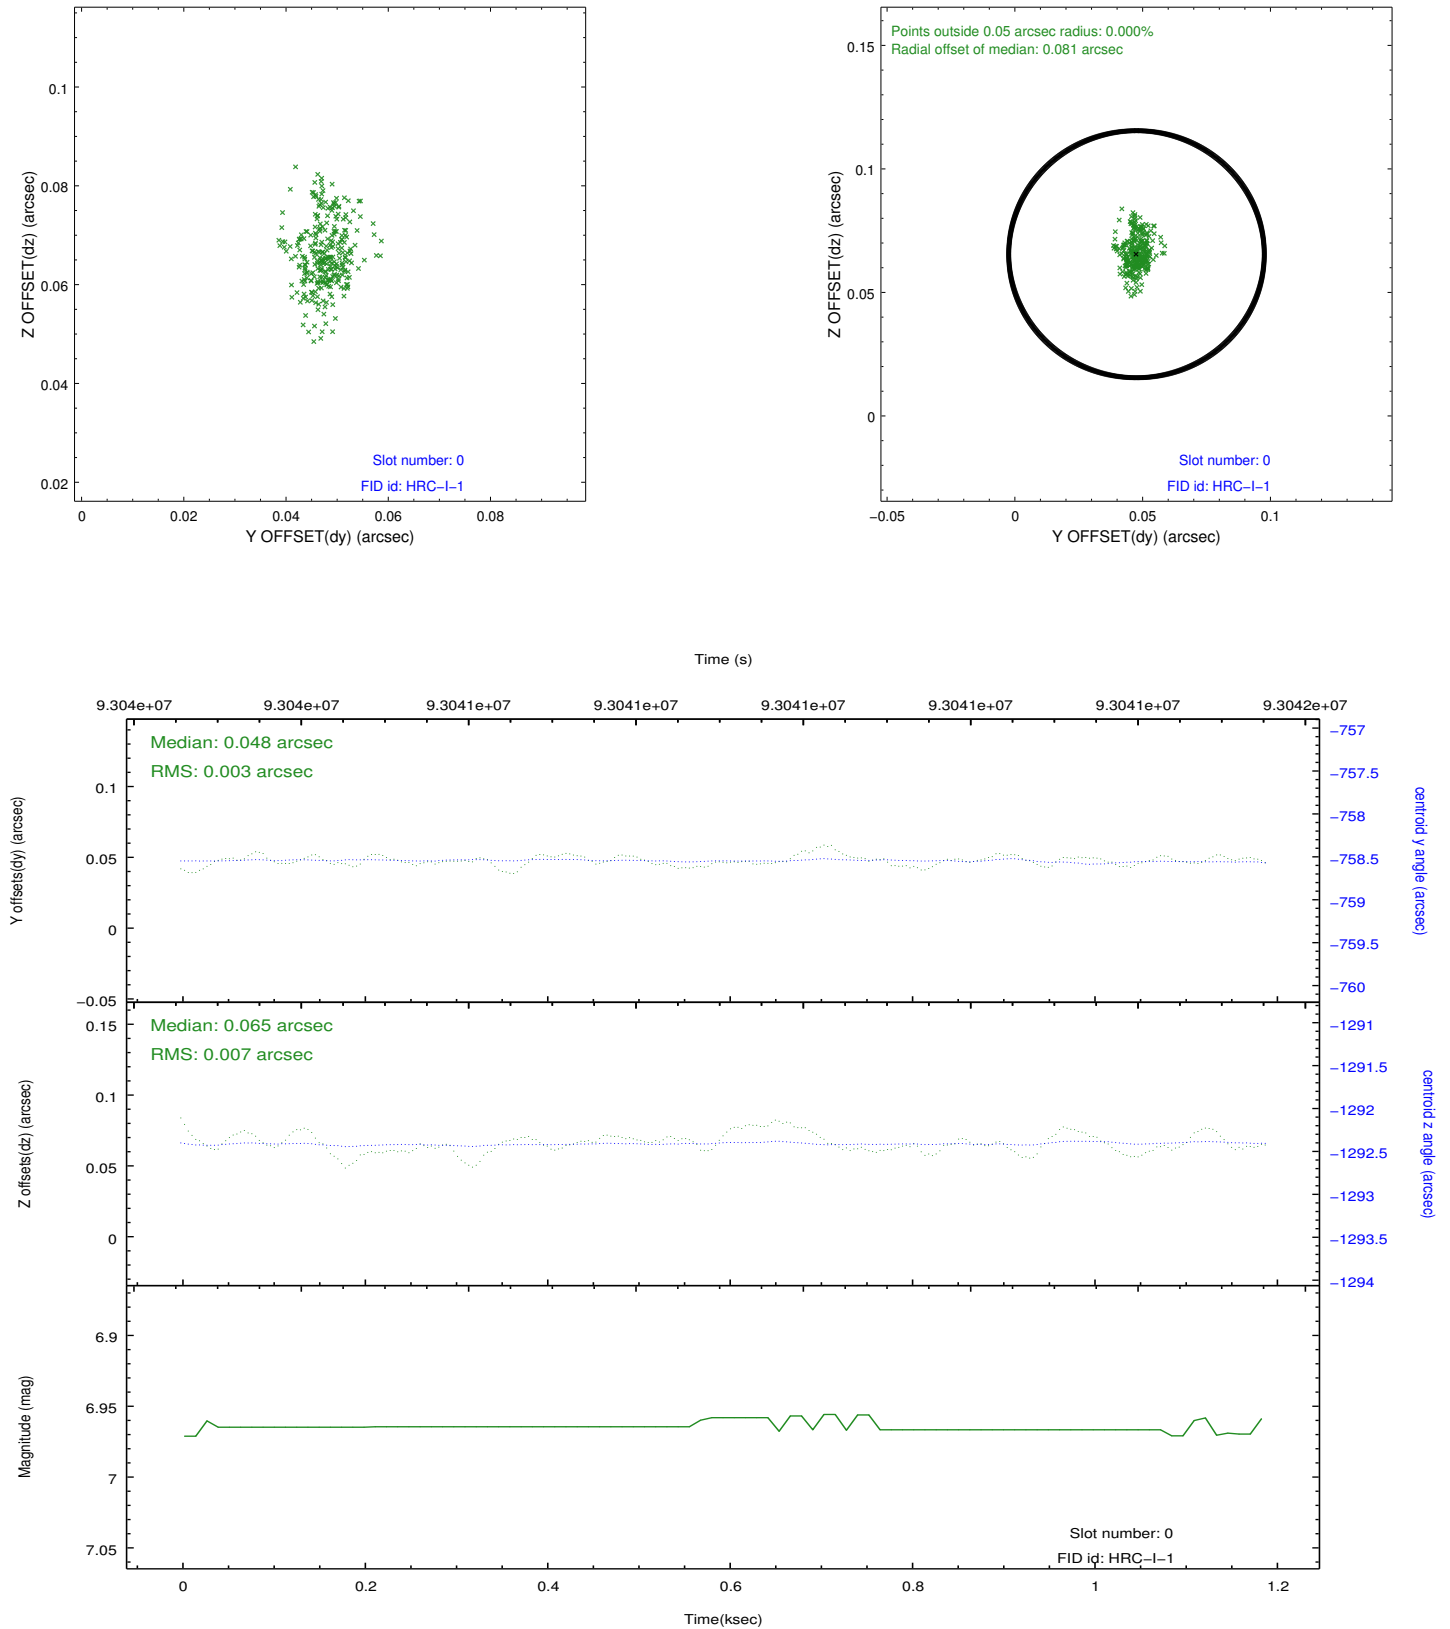 0.1
0.08
0.06
0.04
0.02
Z OFFSET(dz) (arcsec)
Slot number: 0
FID id: HRC−I−1
0 0.02 0.04 0.06 0.08
Y OFFSET(dy) (arcsec)
Points outside 0.05 arcsec radius: 0.000%
Radial offset of median: 0.081 arcsec
0.15
0.1
0.05
0
Z OFFSET(dz) (arcsec)
Slot number: 0
FID id: HRC−I−1
−0.05 0 0.05 0.1
Y OFFSET(dy) (arcsec)
Time (s)
9.304e+07 9.304e+07 9.3041e+07 9.3041e+07 9.3041e+07 9.3041e+07 9.3041e+07 9.3042e+07
Median: 0.048 arcsec
RMS: 0.003 arcsec
0.1
0.05
0
−0.05
Y offsets(dy) (arcsec)
−757
−757.5
−758
−758.5
−759
−759.5
−760
centroid y angle (arcsec)
Median: 0.065 arcsec
RMS: 0.007 arcsec
0.15
0.1
0.05
0
Z offsets(dz) (arcsec)
−1291
−1291.5
−1292
−1292.5
−1293
−1293.5
−1294
centroid z angle (arcsec)
6.9
6.95
7
7.05
Magnitude (mag)
Slot number: 0
FID id: HRC−I−1
0 0.2 0.4 0.6 0.8 1 1.2
Time(ksec)